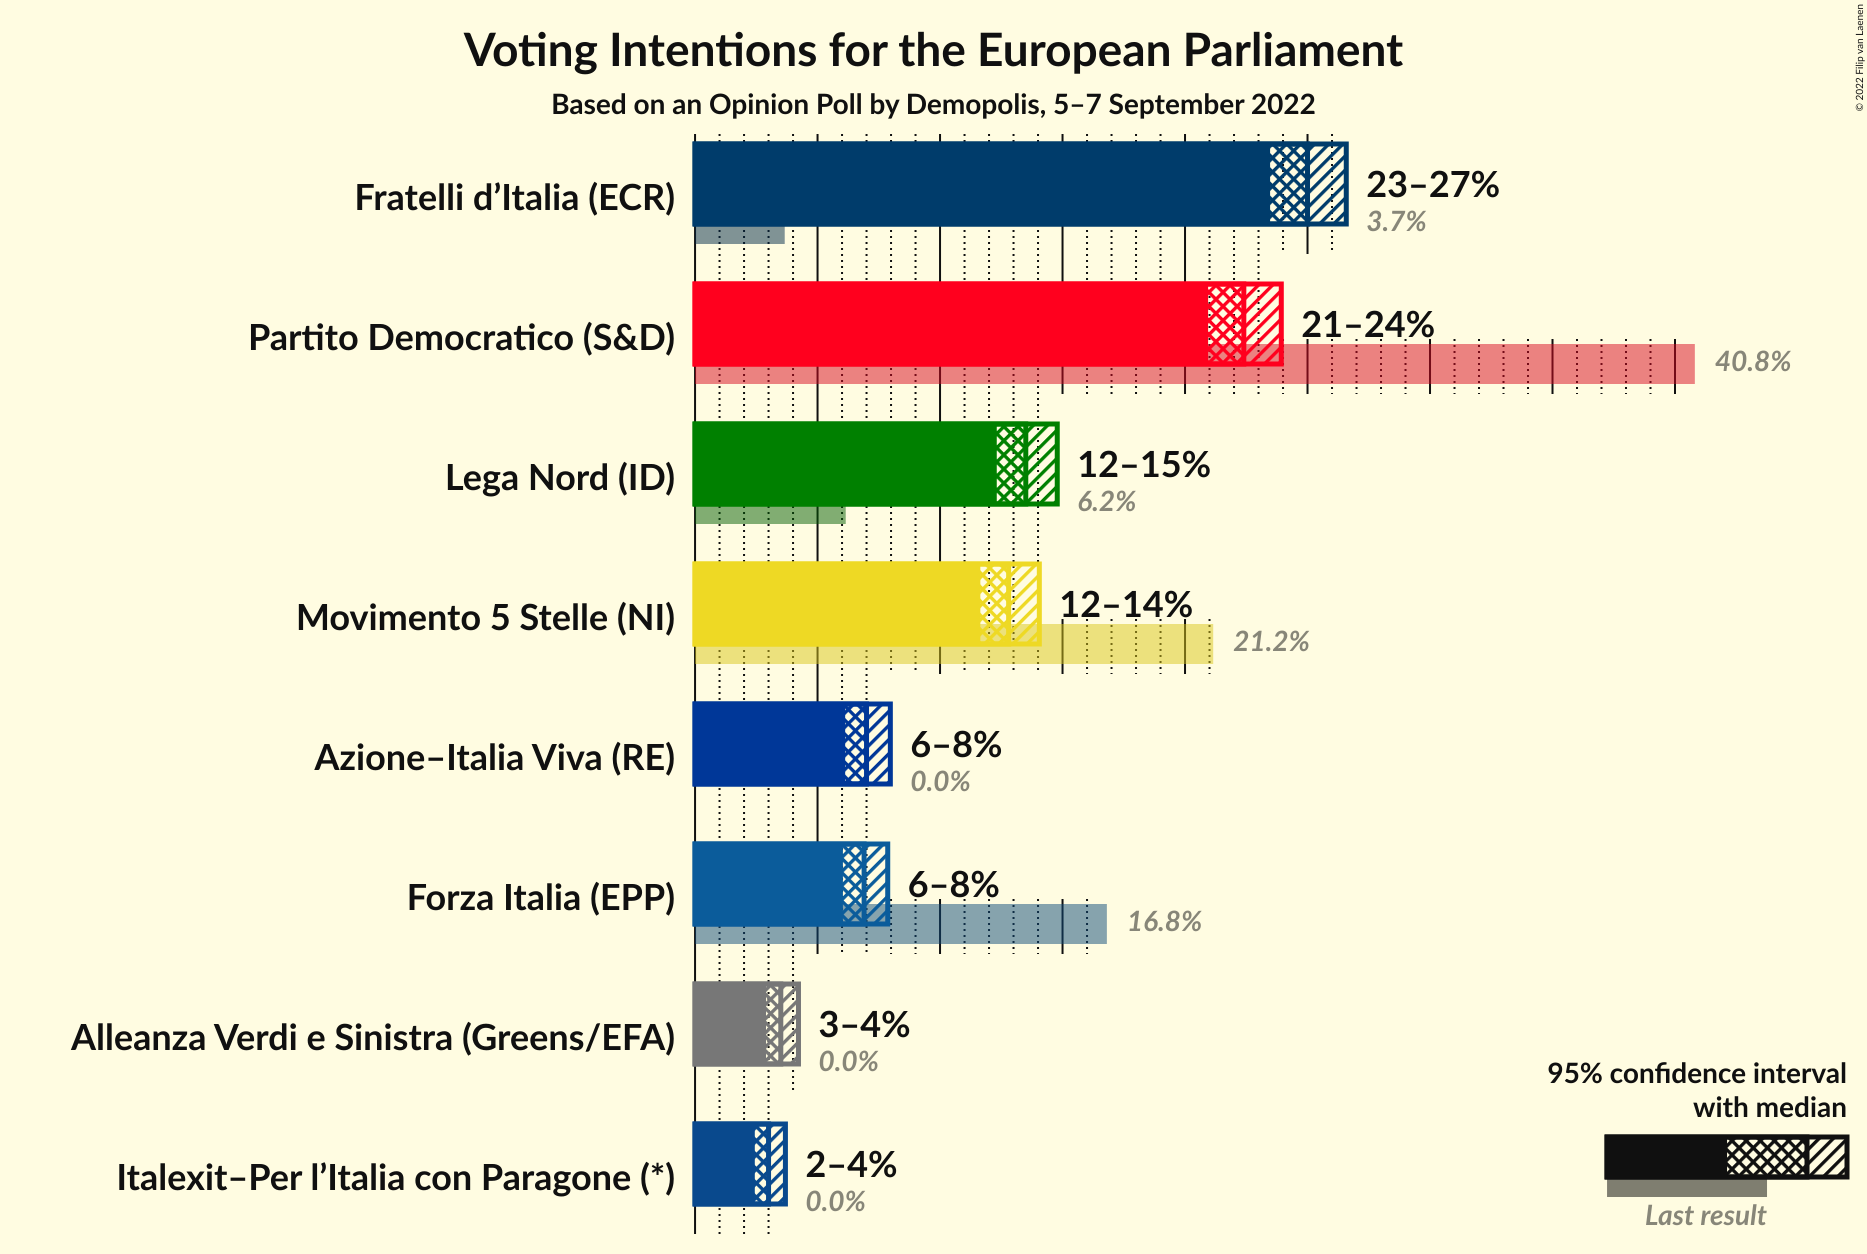 Voting Intentions for the European Parliament
Based on an Opinion Poll by Demopolis, 5–7 September 2022
© 2022 Filip van Laenen
Fratelli d’Italia (ECR)
23–27%
3.7%
Partito Democratico (S&D)
21–24%
40.8%
Lega Nord (ID)
12–15%
6.2%
Movimento 5 Stelle (NI)
12–14%
21.2%
Azione–Italia Viva (RE)
6–8%
0.0%
Forza Italia (EPP)
6–8%
16.8%
Alleanza Verdi e Sinistra (Greens/EFA)
3–4%
0.0%
Italexit–Per l’Italia con Paragone (*)
2–4%
0.0%
95% confidence interval
with median
Last result